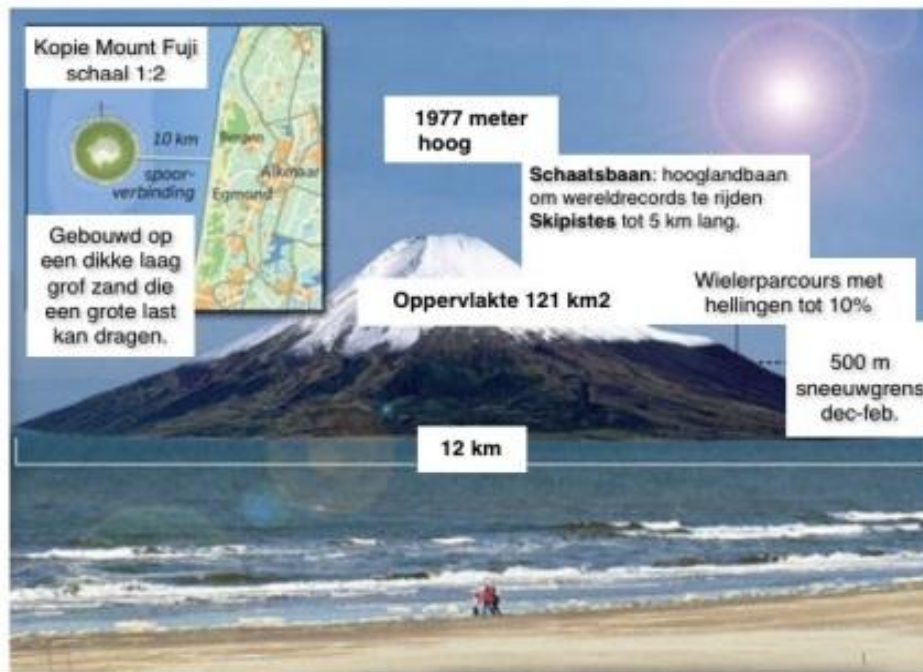 Kopie Mount Fuji
schaal 1:2
10 km
spoor-
verbinding
Bergen
Alkmaar
Egmond
Gebouwd op
een dikke laag
grof zand die
een grote last
kan dragen.
1977 meter
hoog
Schaatsbaan: hooglandbaan
om wereldrecords te rijden
Skipistes tot 5 km lang.
Oppervlakte 121 km2
Wielerparcours met
hellingen tot 10%
500 m
sneeuwgrens
dec-feb.
12 km